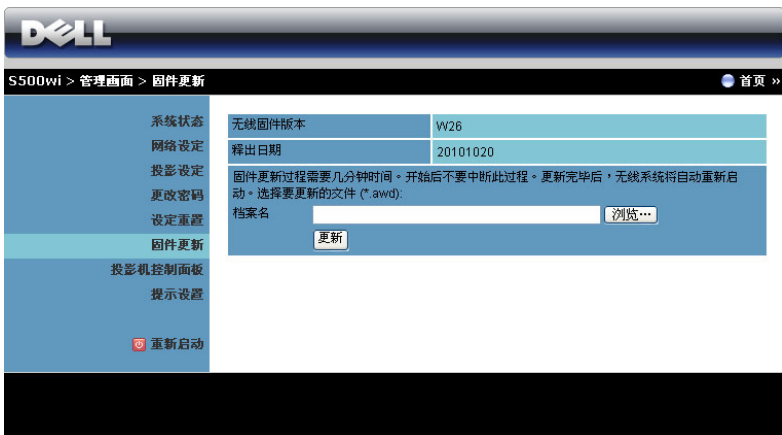 DELL
S500wi > 管理画面 > 固件更新
首页 »
系统状态
网络设定
投影设定
更改密码
设定重置
固件更新
投影机控制面板
提示设置
重新启动
无线固件版本 W26
释出日期 20101020
固件更新过程需要几分钟时间。开始后不要中断此过程。更新完毕后，无线系统将自动重新启
动。选择要更新的文件 (*.awd):
档案名 浏览…
更新